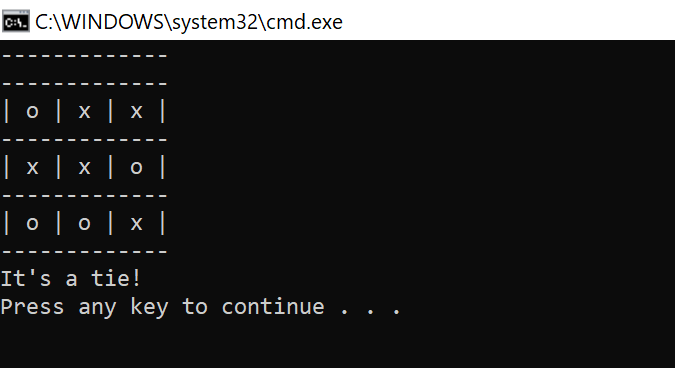 C:\WINDOWS\system32\cmd.exe
-------------
-------------
| o | x | x |
-------------
| x | x | o |
-------------
| o | o | x |
-------------
It's a tie!
Press any key to continue . . .